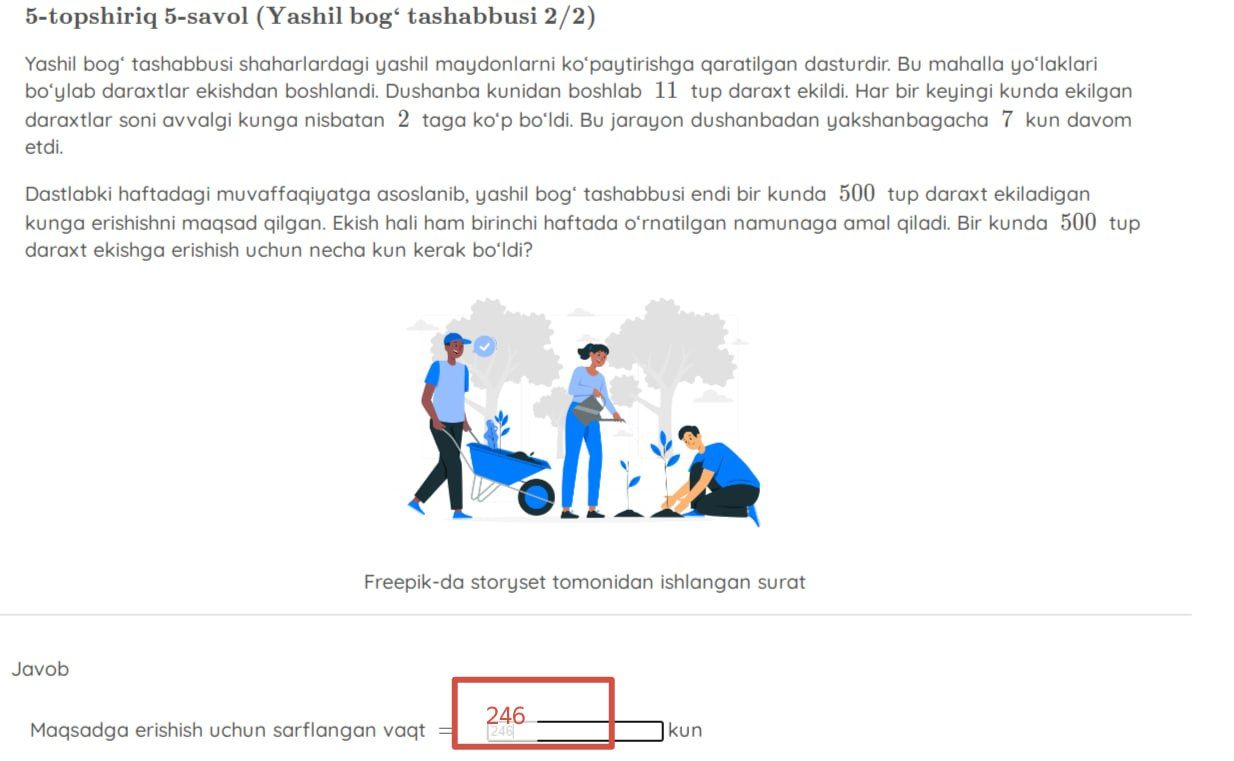 5-topshiriq 5-savol (Yashil bog‘ tashabbusi 2/2)
Yashil bog‘ tashabbusi shaharlardagi yashil maydonlarni ko‘paytirishga qaratilgan dasturdir. Bu mahalla yo‘laklari
bo‘ylab daraxtlar ekishdan boshlandi. Dushanba kunidan boshlab 11 tup daraxt ekildi. Har bir keyingi kunda ekilgan
daraxtlar soni avvalgi kunga nisbatan 2 taga ko‘p bo‘ldi. Bu jarayon dushanbadan yakshanbagacha 7 kun davom
etdi.
Dastlabki haftadagi muvaffaqiyatga asoslanib, yashil bog‘ tashabbusi endi bir kunda 500 tup daraxt ekiladigan
kunga erishishni maqsad qilgan. Ekish hali ham birinchi haftada o‘rnatilgan namunaga amal qiladi. Bir kunda 500 tup
daraxt ekishga erishish uchun necha kun kerak bo‘ldi?
Freepik-da storyset tomonidan ishlangan surat
Javob
246
Maqsadga erishish uchun sarflangan vaqt = 246 kun